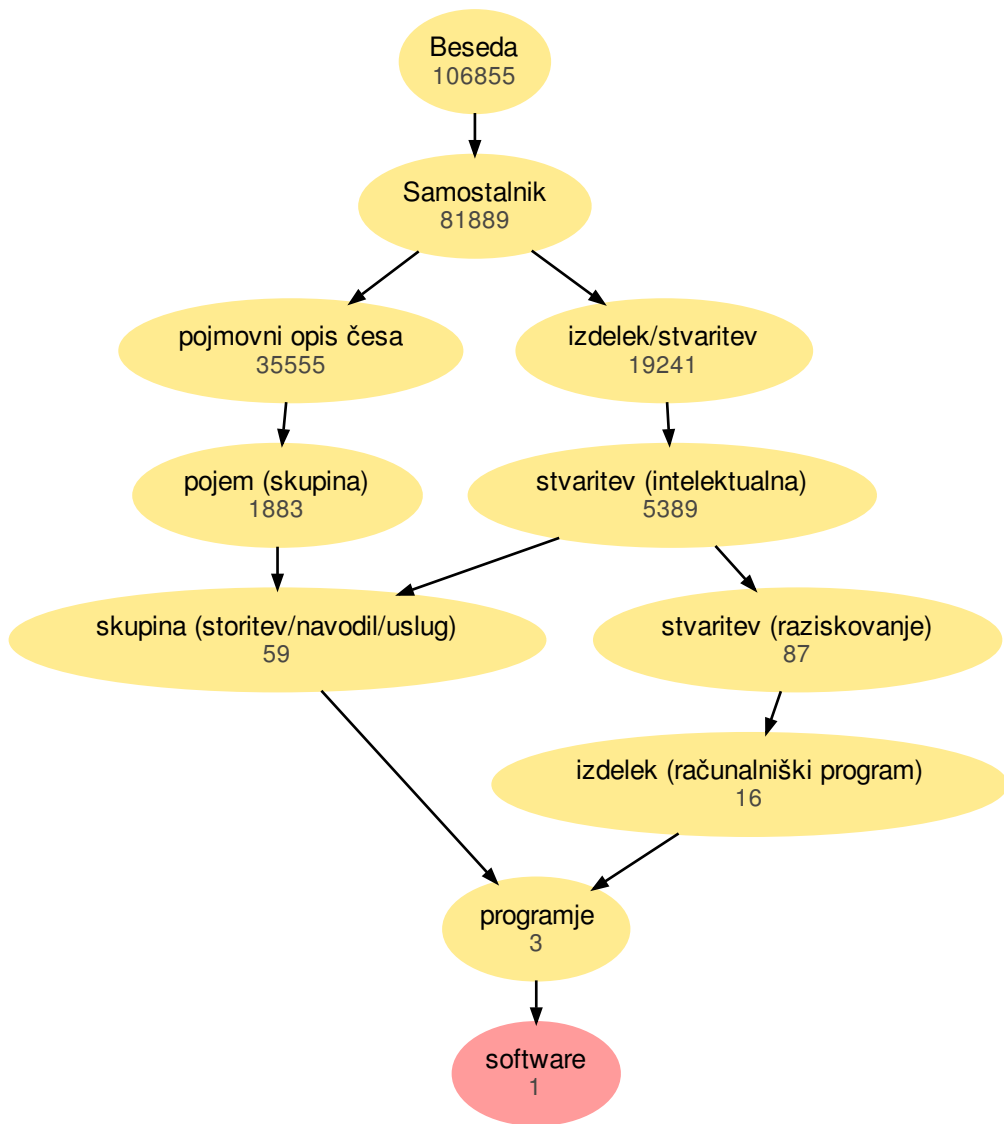 Beseda
106855
Samostalnik
81889
pojmovni opis česa
35555
izdelek/stvaritev
19241
pojem (skupina)
1883
stvaritev (intelektualna)
5389
skupina (storitev/navodil/uslug)
59
stvaritev (raziskovanje)
87
izdelek (računalniški program)
16
programje
3
software
1